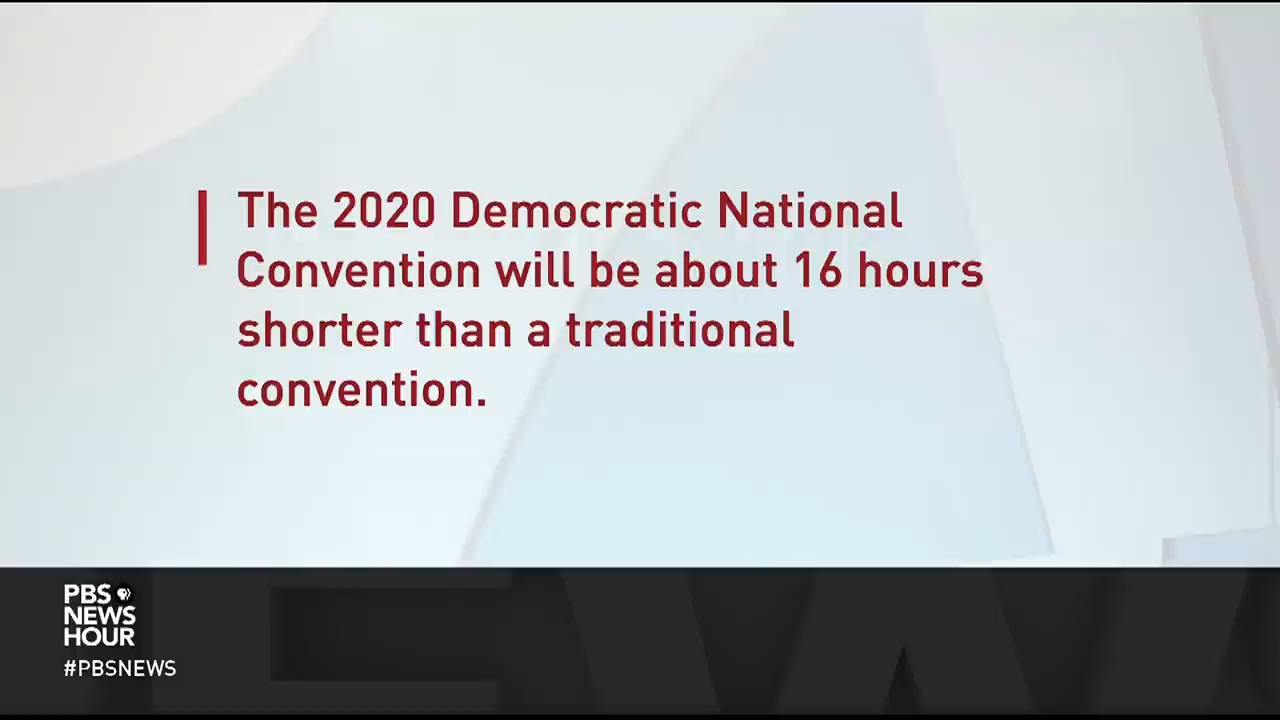 The 2020 Democratic National
Convention will be about 16 hours
shorter than a traditional
convention.
PBS
NEWS
HOUR
#PBSNEWS